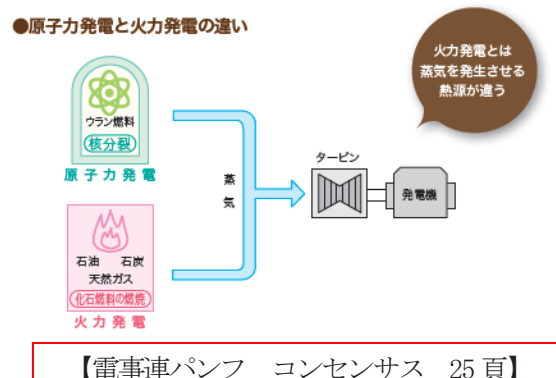 ●原子力発電と火力発電の違い
火力発電とは
蒸気を発生させる
熱源が違う
ウラン燃料
核分裂
原子力発電
蒸気
タービン
発電機
石油 石炭
天然ガス
化石燃料の燃焼
火力発電
【電事連パンフ コンセンサス 25頁】